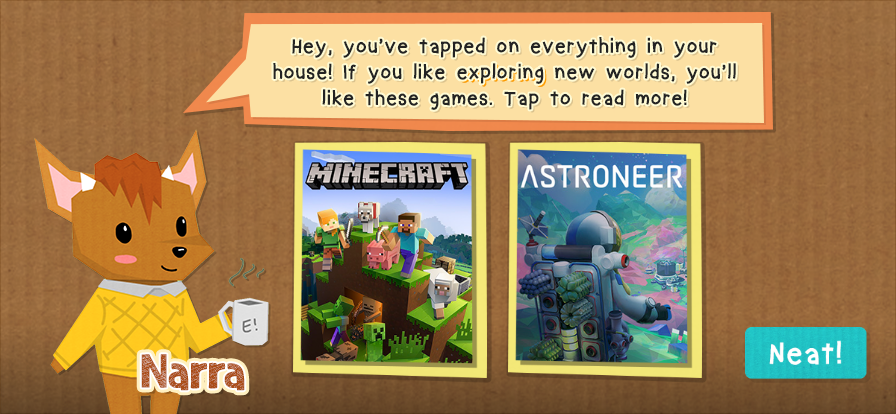 Hey, you've tapped on everything in your
house! If you like exploring new worlds, you'll
like these games. Tap to read more!
MINECRAFT
ASTRONEER
E!
Narra
Neat!